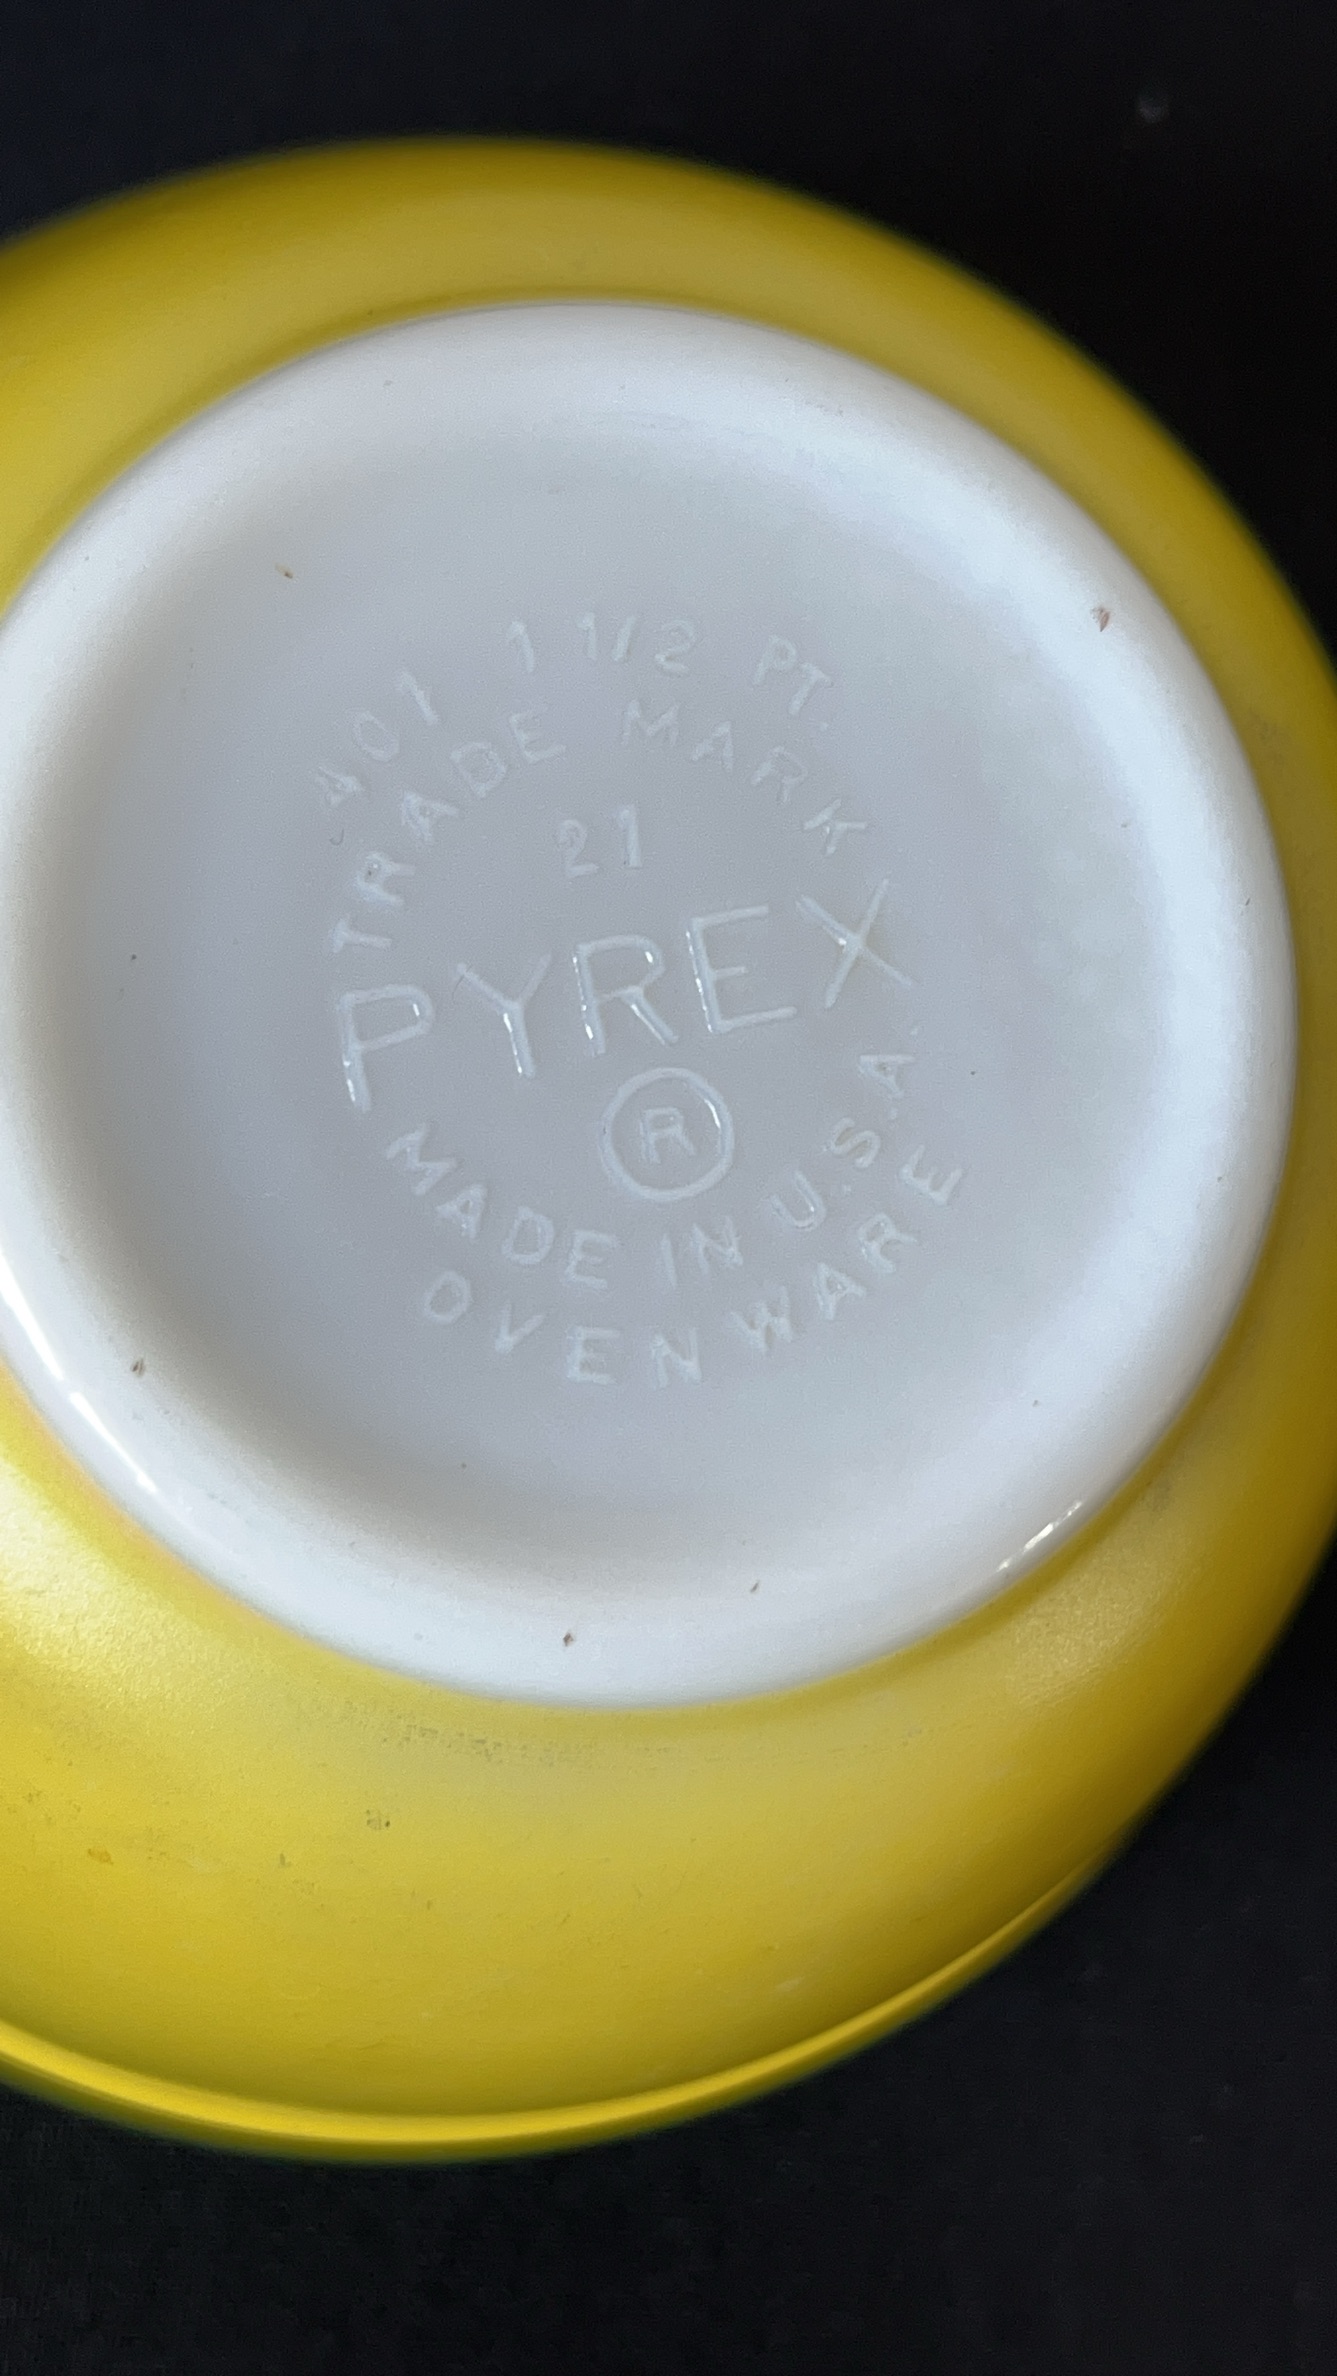 401 1 1/2 PT.
TRADE MARK
21
PYREX
®
MADE IN U.S.A.
OVENWARE